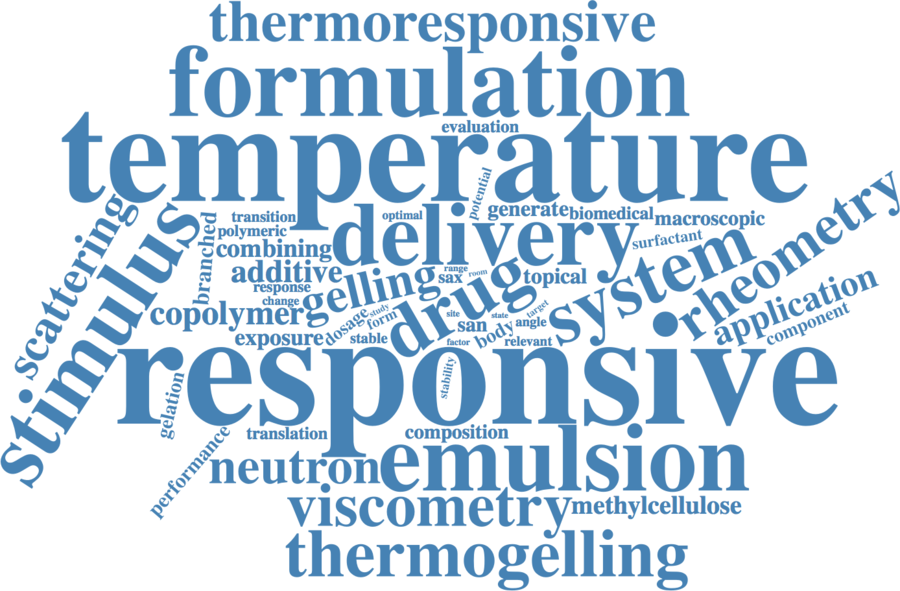 thermoresponsive
formulation
evaluation
temperature
potential
scattering
stimulus
branched
transition
polymeric
combining
optimal
delivery
generate
biomedical
macroscopic
surfactant
rheometry
additive
response
change
gelling
range
sax
room
topical
system
copolymer
dosage
study
form
drug
site
state
target
san
angle
body
application
component
exposure
stable
factor
relevant
responsive
stability
gelation
translation
composition
performance
neutron
emulsion
viscometry
methylcellulose
thermogelling